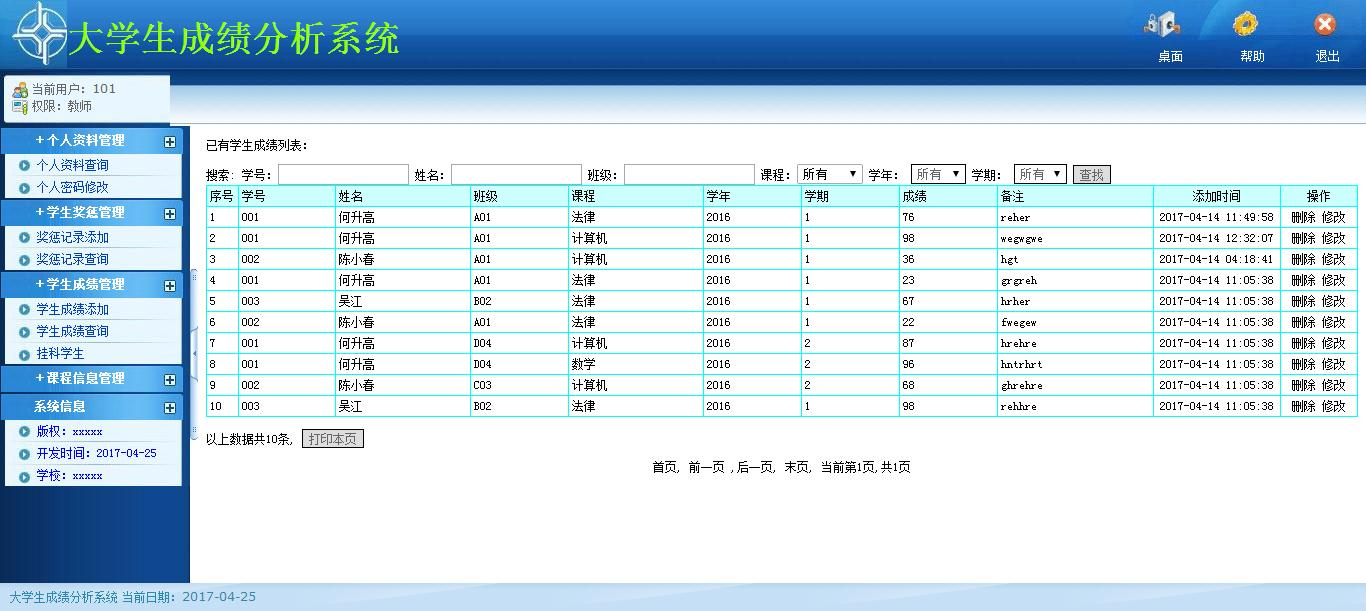 大学生成绩分析系统
桌面 帮助 退出
当前用户：101
权限：教师
+个人资料管理
个人资料查询
个人密码修改
+学生奖惩管理
奖惩记录添加
奖惩记录查询
+学生成绩管理
学生成绩添加
学生成绩查询
挂科学生
+课程信息管理
系统信息
版权：xxxxx
开发时间：2017-04-25
学校：xxxxx
已有学生成绩列表：
搜索: 学号： 姓名： 班级： 课程： 所有 学年： 所有 学期： 所有 查找
序号 学号 姓名 班级 课程 学年 学期 成绩 备注 添加时间 操作
1 001 何升高 A01 法律 2016 1 76 reher 2017-04-14 11:49:58 删除 修改
2 001 何升高 A01 计算机 2016 1 98 wegwgwe 2017-04-14 12:32:07 删除 修改
3 002 陈小春 A01 计算机 2016 1 36 hgt 2017-04-14 04:18:41 删除 修改
4 001 何升高 A01 法律 2016 1 23 grgreh 2017-04-14 11:05:38 删除 修改
5 003 吴江 B02 法律 2016 1 67 hrher 2017-04-14 11:05:38 删除 修改
6 002 陈小春 A01 法律 2016 1 22 fwegew 2017-04-14 11:05:38 删除 修改
7 001 何升高 D04 计算机 2016 2 87 hrehre 2017-04-14 11:05:38 删除 修改
8 001 何升高 D04 数学 2016 2 96 hntrhrt 2017-04-14 11:05:38 删除 修改
9 002 陈小春 C03 计算机 2016 2 68 ghrehre 2017-04-14 11:05:38 删除 修改
10 003 吴江 B02 法律 2016 1 98 rehhre 2017-04-14 11:05:38 删除 修改
以上数据共10条, 打印本页
首页, 前一页 ,后一页, 末页, 当前第1页,共1页
大学生成绩分析系统 当前日期：2017-04-25